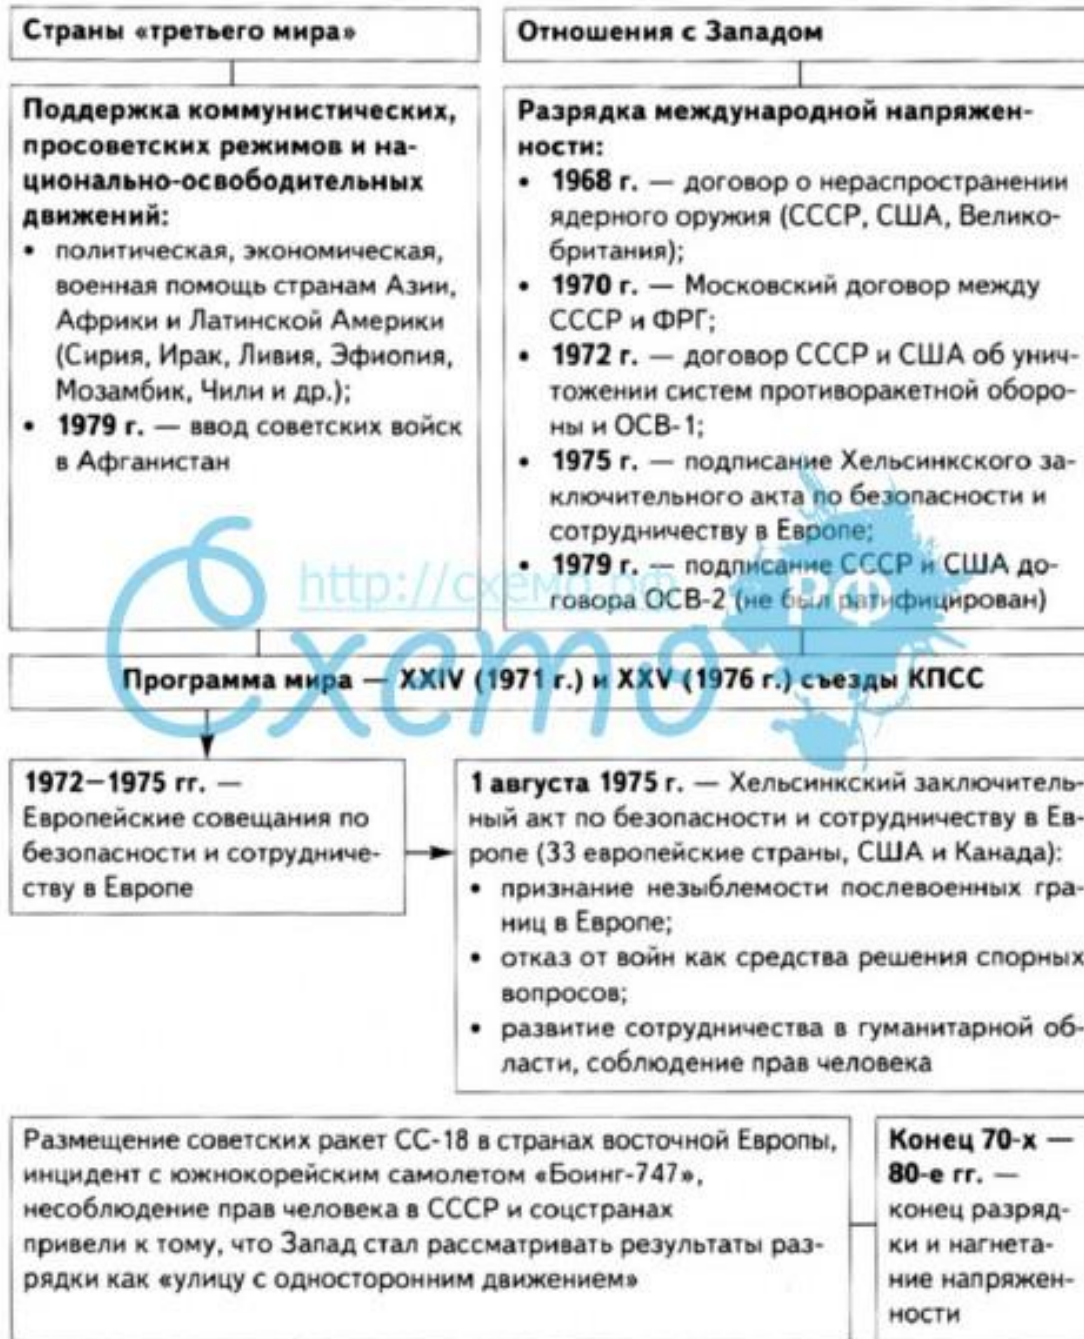 Страны «третьего мира»
Поддержка коммунистических,
просоветских режимов и на-
ционально-освободительных
движений:
• политическая, экономическая,
военная помощь странам Азии,
Африки и Латинской Америки
(Сирия, Ирак, Ливия, Эфиопия,
Мозамбик, Чили и др.);
• 1979 г. — ввод советских войск
в Афганистан
Отношения с Западом
Разрядка международной напряжен-
ности:
• 1968 г. — договор о нераспространении
ядерного оружия (СССР, США, Велико-
британия);
• 1970 г. — Московский договор между
СССР и ФРГ;
• 1972 г. — договор СССР и США об унич-
тожении систем противоракетной оборо-
ны и ОСВ-1;
• 1975 г. — подписание Хельсинкского за-
ключительного акта по безопасности и
сотрудничеству в Европе;
• 1979 г. — подписание СССР и США до-
говора ОСВ-2 (не был ратифицирован)
http://схемо.рф
Схемо РФ
Программа мира — XXIV (1971 г.) и XXV (1976 г.) съезды КПСС
1972—1975 гг. —
Европейские совещания по
безопасности и сотрудниче-
ству в Европе
1 августа 1975 г. — Хельсинкский заключитель-
ный акт по безопасности и сотрудничеству в Ев-
ропе (33 европейские страны, США и Канада):
• признание незыблемости послевоенных гра-
ниц в Европе;
• отказ от войн как средства решения спорных
вопросов;
• развитие сотрудничества в гуманитарной об-
ласти, соблюдение прав человека
Размещение советских ракет СС-18 в странах восточной Европы,
инцидент с южнокорейским самолетом «Боинг-747»,
несоблюдение прав человека в СССР и соцстранах
привели к тому, что Запад стал рассматривать результаты раз-
рядки как «улицу с односторонним движением»
Конец 70-х —
80-е гг. —
конец разряд-
ки и нагнета-
ние напряжен-
ности